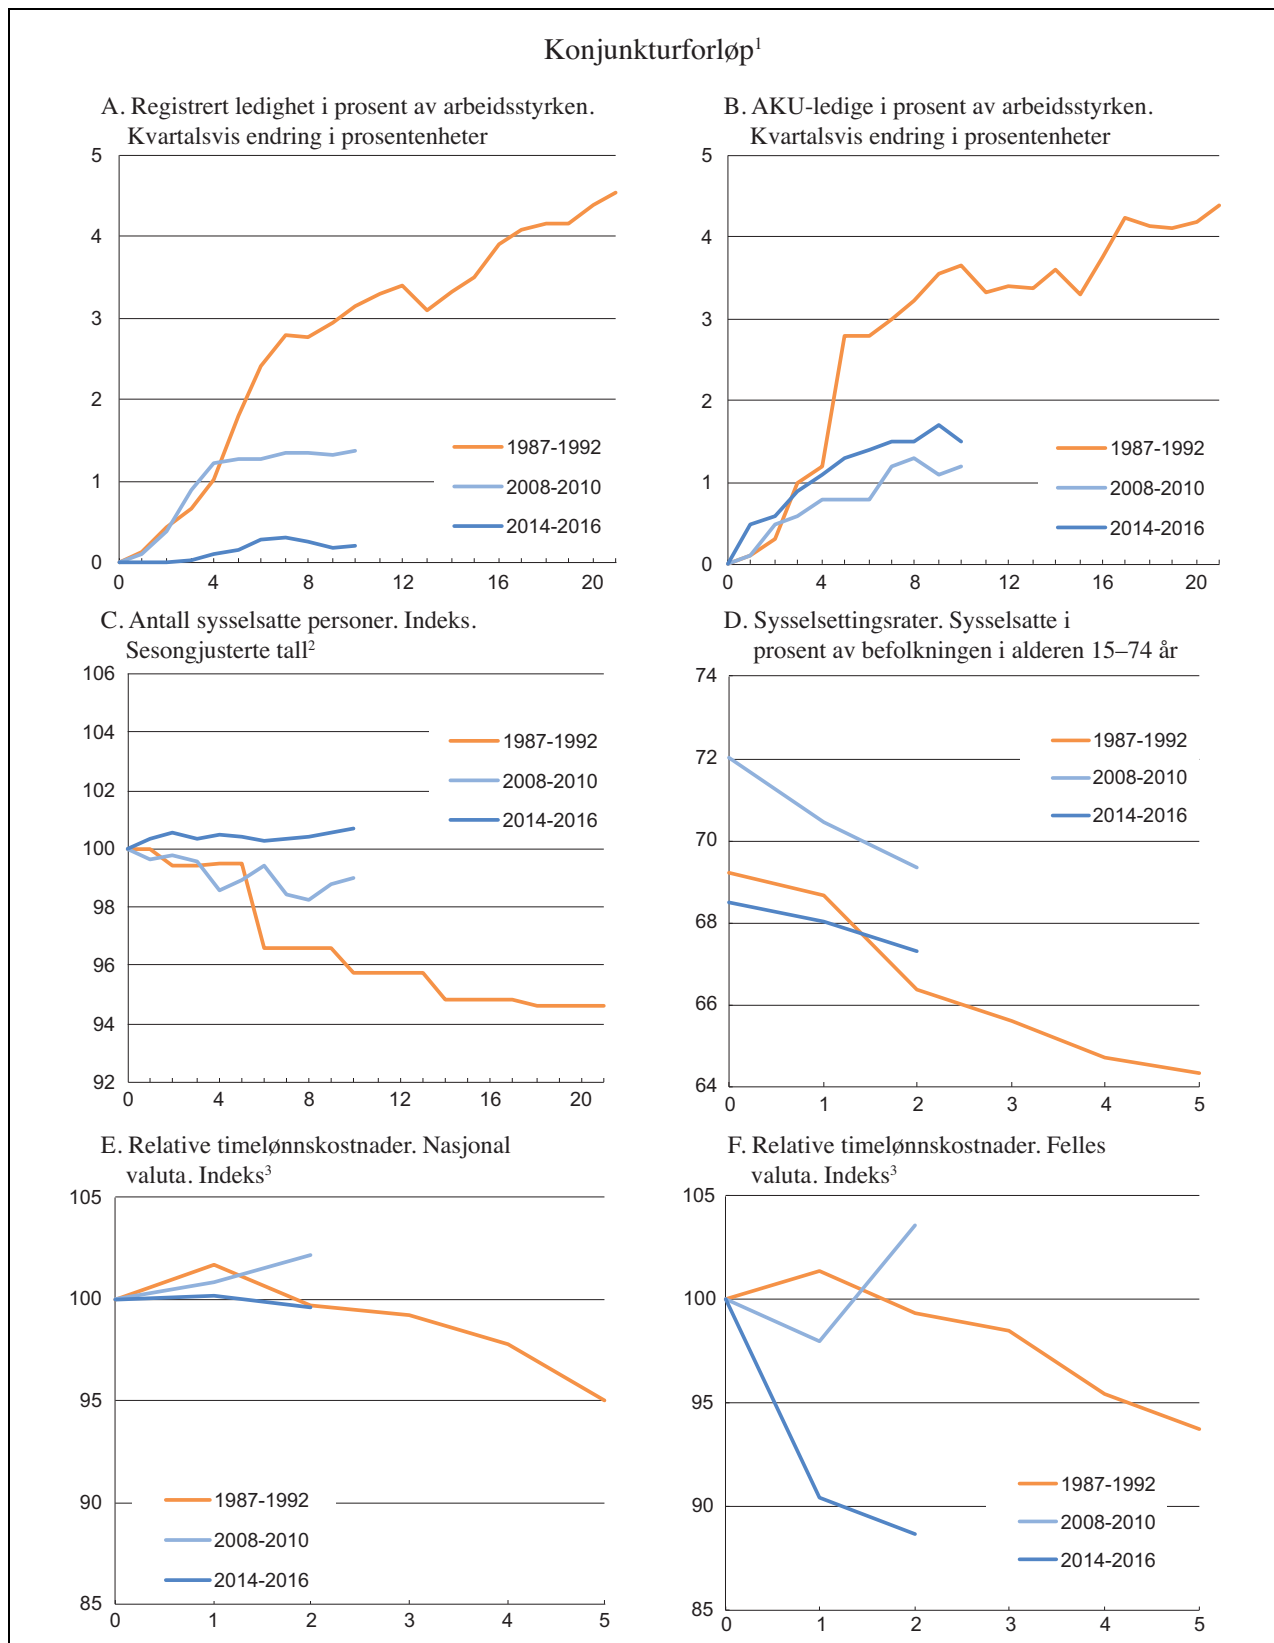 Konjunkturforløp¹
A. Registrert ledighet i prosent av arbeidsstyrken.
Kvartalsvis endring i prosentenheter
5
4
3
2
1
0
0 4 8 12 16 20
1987-1992
2008-2010
2014-2016
B. AKU-ledige i prosent av arbeidsstyrken.
Kvartalsvis endring i prosentenheter
5
4
3
2
1
0
0 4 8 12 16 20
1987-1992
2008-2010
2014-2016
C. Antall sysselsatte personer. Indeks.
Sesongjusterte tall²
106
104
102
100
98
96
94
92
0 4 8 12 16 20
1987-1992
2008-2010
2014-2016
D. Sysselsettingsrater. Sysselsatte i
prosent av befolkningen i alderen 15–74 år
74
72
70
68
66
64
0 1 2 3 4 5
1987-1992
2008-2010
2014-2016
E. Relative timelønnskostnader. Nasjonal
valuta. Indeks³
105
100
95
90
85
0 1 2 3 4 5
1987-1992
2008-2010
2014-2016
F. Relative timelønnskostnader. Felles
valuta. Indeks³
105
100
95
90
85
0 1 2 3 4 5
1987-1992
2008-2010
2014-2016